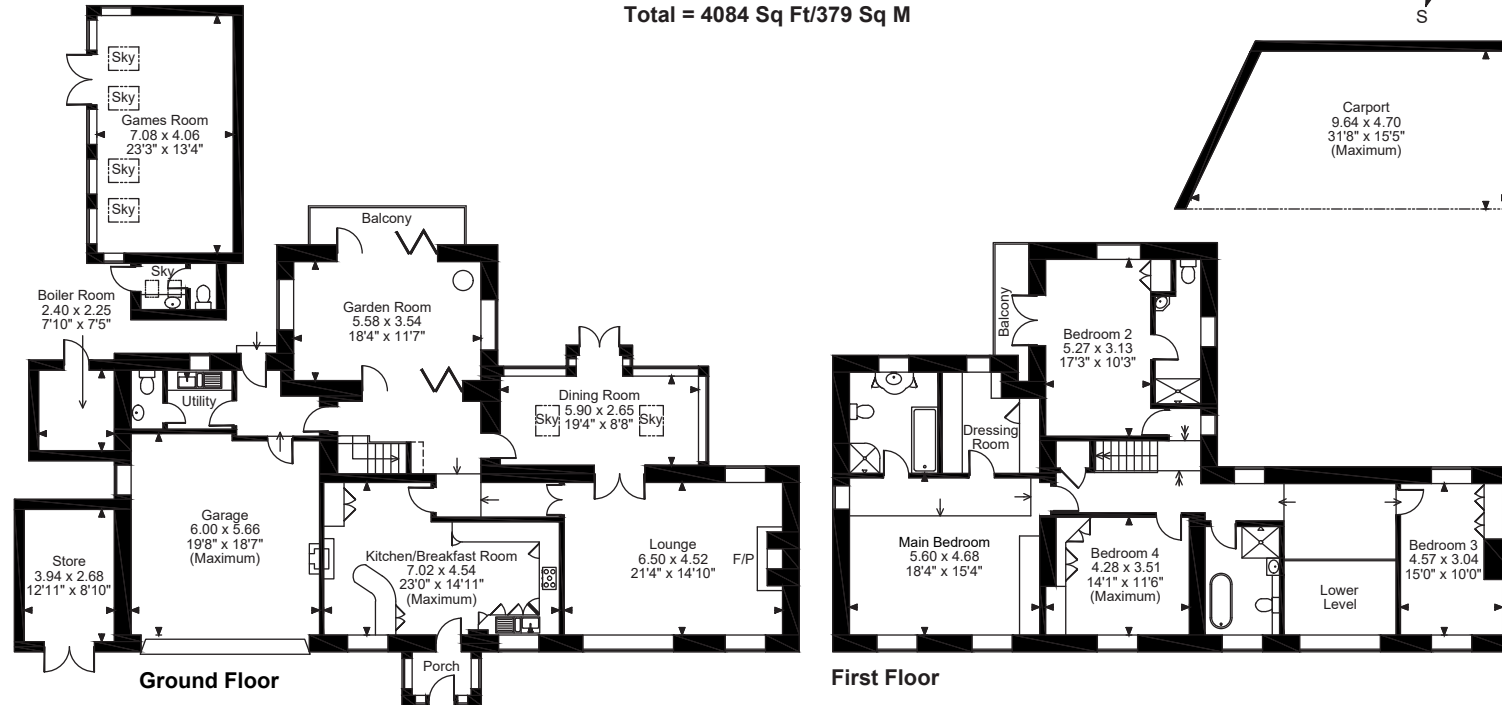 Total = 4084 Sq Ft/379 Sq M
S
Sky
Sky
Games Room
7.08 x 4.06
23'3" x 13'4"
Sky
Sky
Sky
Boiler Room
2.40 x 2.25
7'10" x 7'5"
Balcony
Garden Room
5.58 x 3.54
18'4" x 11'7"
Utility
Dining Room
5.90 x 2.65
19'4" x 8'8"
Sky
Sky
Garage
6.00 x 5.66
19'8" x 18'7"
(Maximum)
Store
3.94 x 2.68
12'11" x 8'10"
Kitchen/Breakfast Room
7.02 x 4.54
23'0" x 14'11"
(Maximum)
Lounge
6.50 x 4.52
21'4" x 14'10"
F/P
Porch
Ground Floor
Carport
9.64 x 4.70
31'8" x 15'5"
(Maximum)
Balcony
Bedroom 2
5.27 x 3.13
17'3" x 10'3"
Dressing
Room
Main Bedroom
5.60 x 4.68
18'4" x 15'4"
Bedroom 4
4.28 x 3.51
14'1" x 11'6"
(Maximum)
Lower
Level
Bedroom 3
4.57 x 3.04
15'0" x 10'0"
First Floor